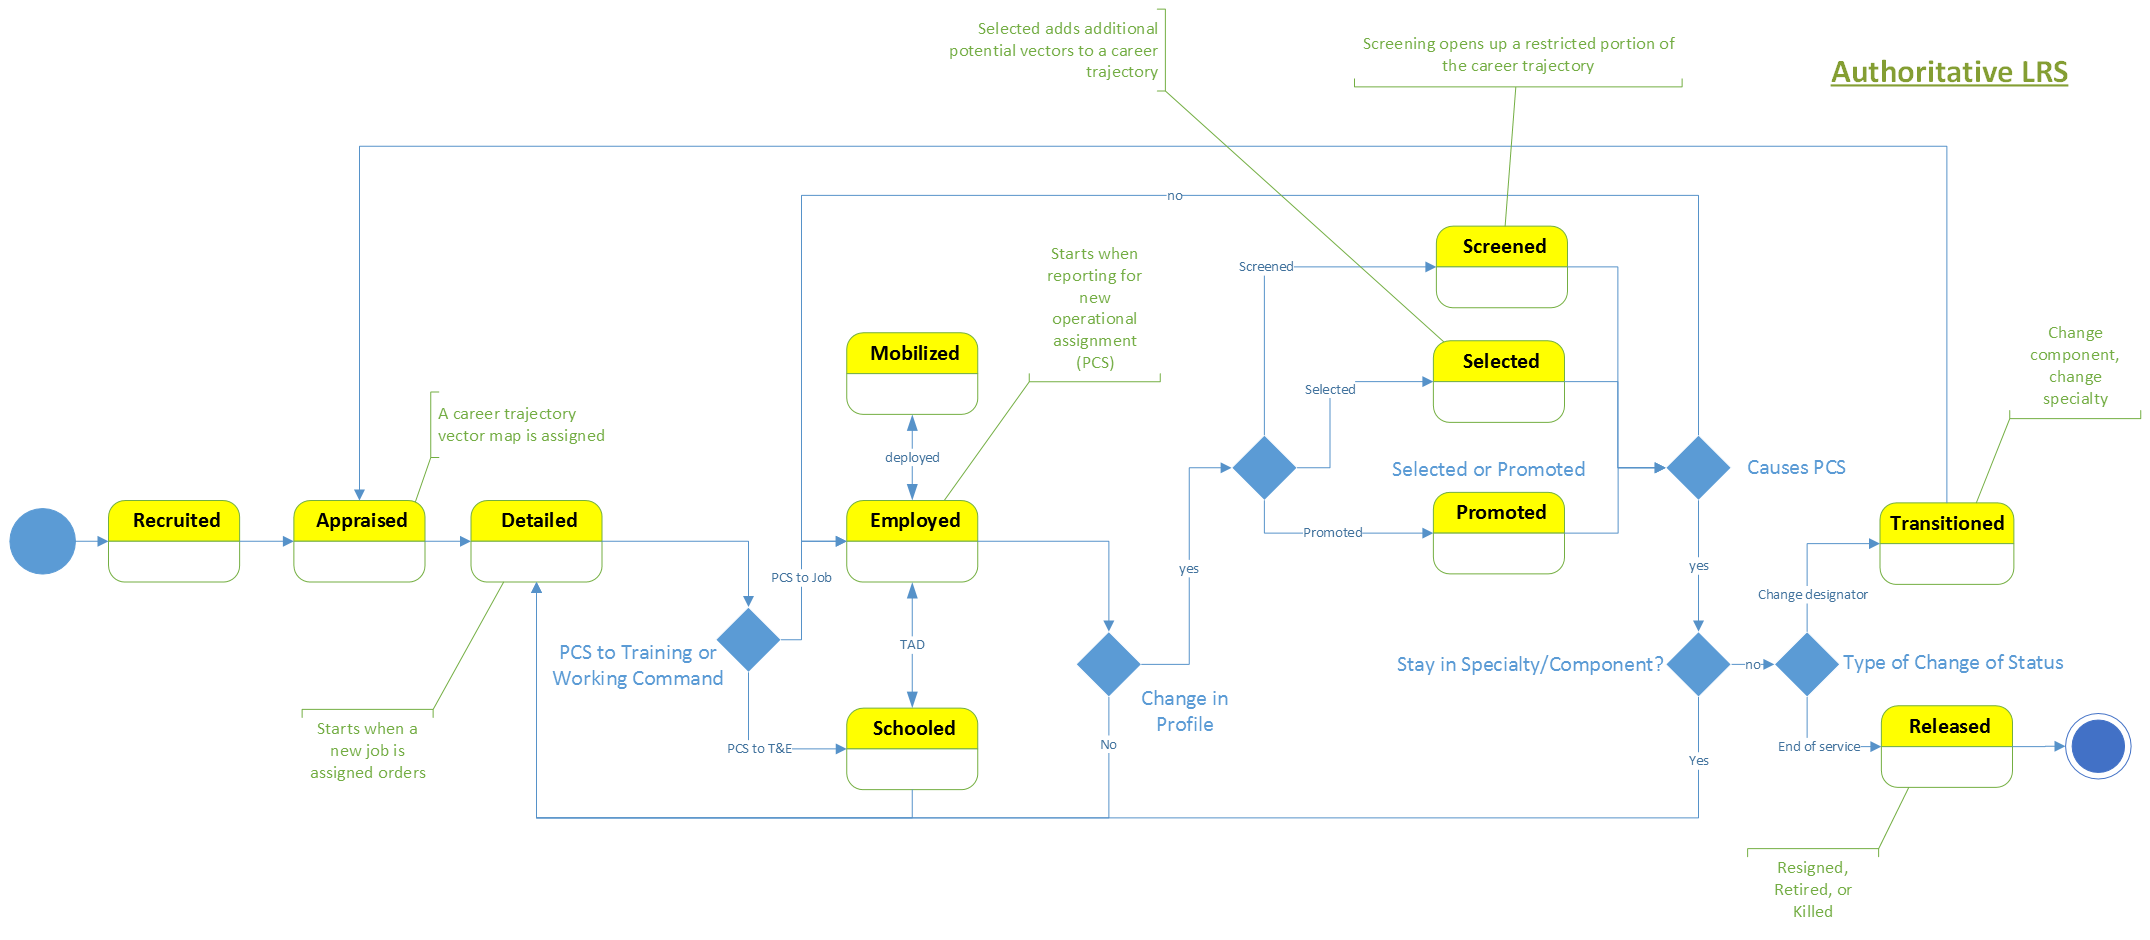 Selected adds additional
potential vectors to a career
trajectory
Screening opens up a restricted portion of
the career trajectory
Authoritative LRS
no
Screened
Screened
Starts when
reporting for
new
operational
assignment
(PCS)
Mobilized
Selected
Selected
Change
component,
change
specialty
A career trajectory
vector map is assigned
deployed
Selected or Promoted
Causes PCS
Recruited
Appraised
Detailed
Employed
Promoted
Promoted
Transitioned
PCS to Job
yes
yes
Change designator
PCS to Training or
Working Command
TAD
Stay in Specialty/Component?
no
Type of Change of Status
Change in
Profile
Starts when a
new job is
assigned orders
Schooled
PCS to T&E
No
Yes
End of service
Released
Resigned,
Retired, or
Killed